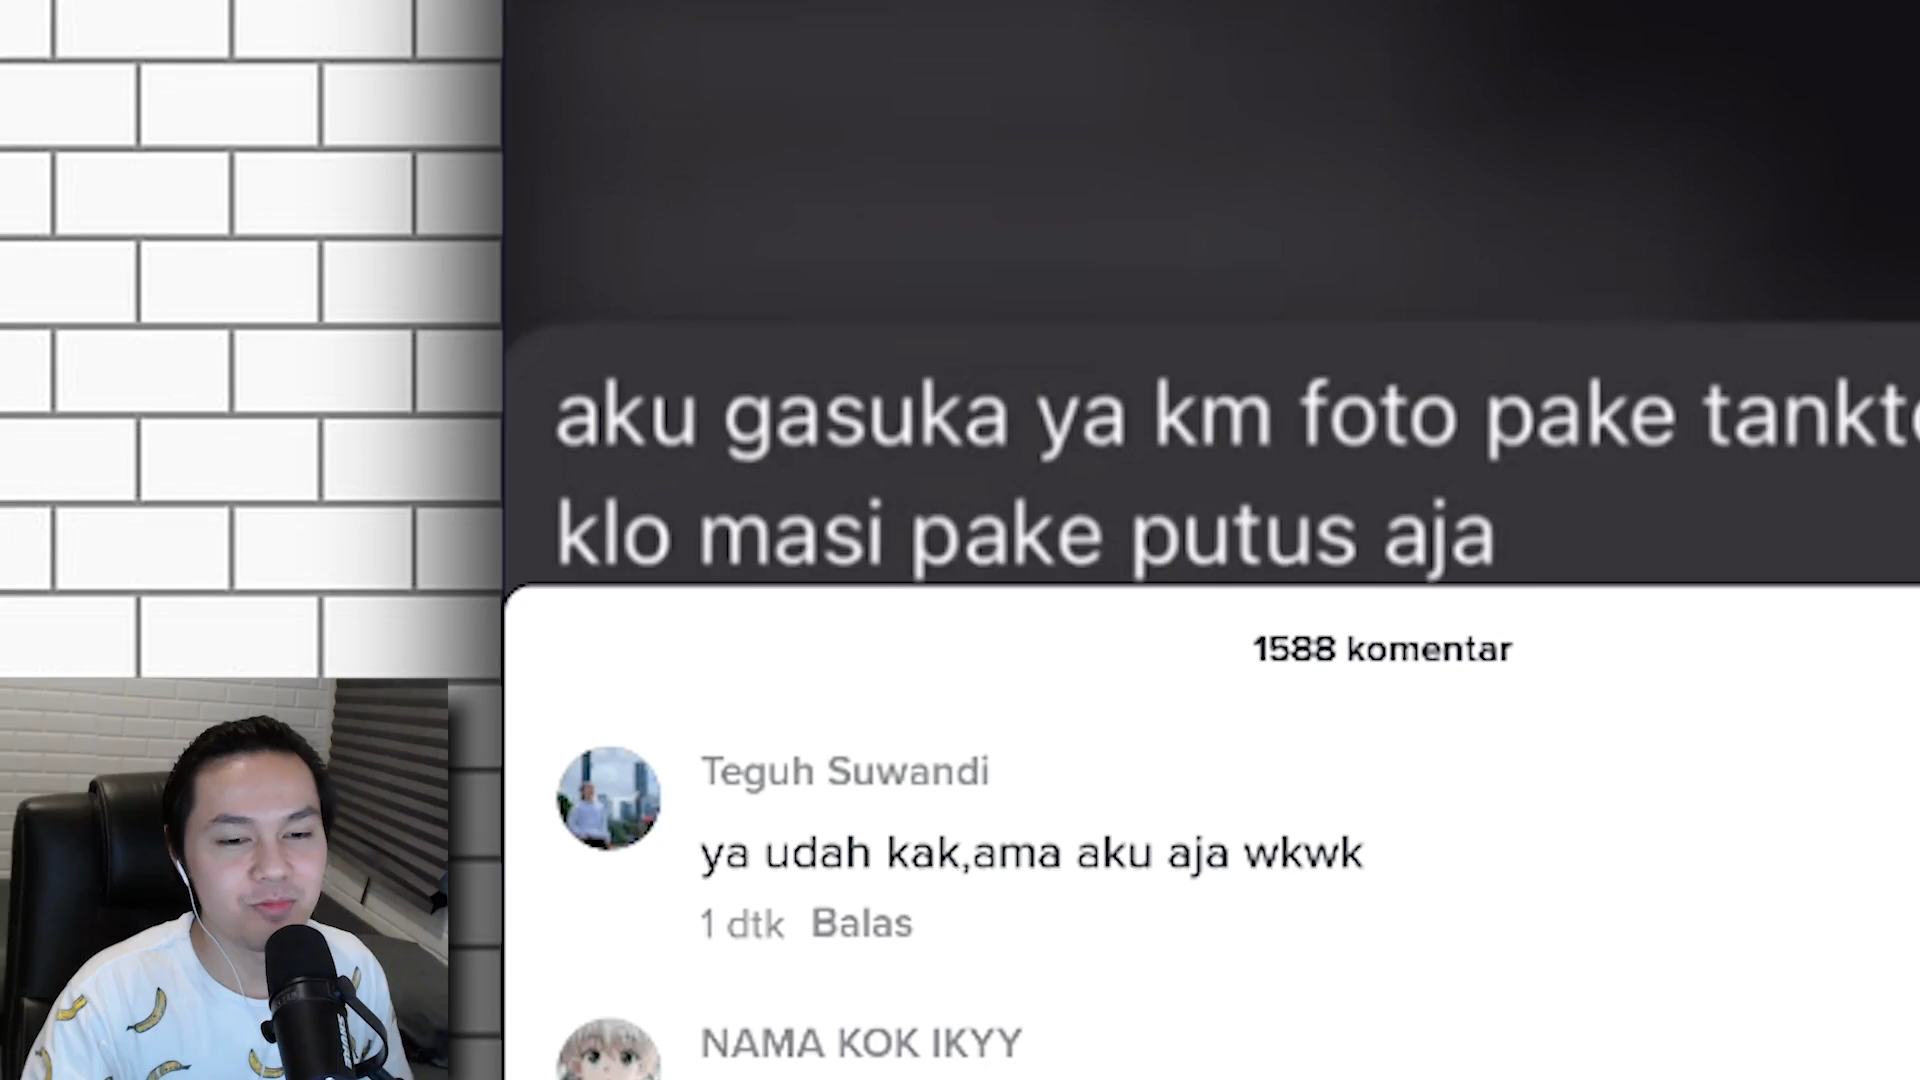 aku gasuka ya km foto pake
klo masi pake putus aja
1588 komentar
Teguh Suwandi
ya udah kak,ama aku aja wkwk
1 dtk Balas
NAMA KOK IKYY